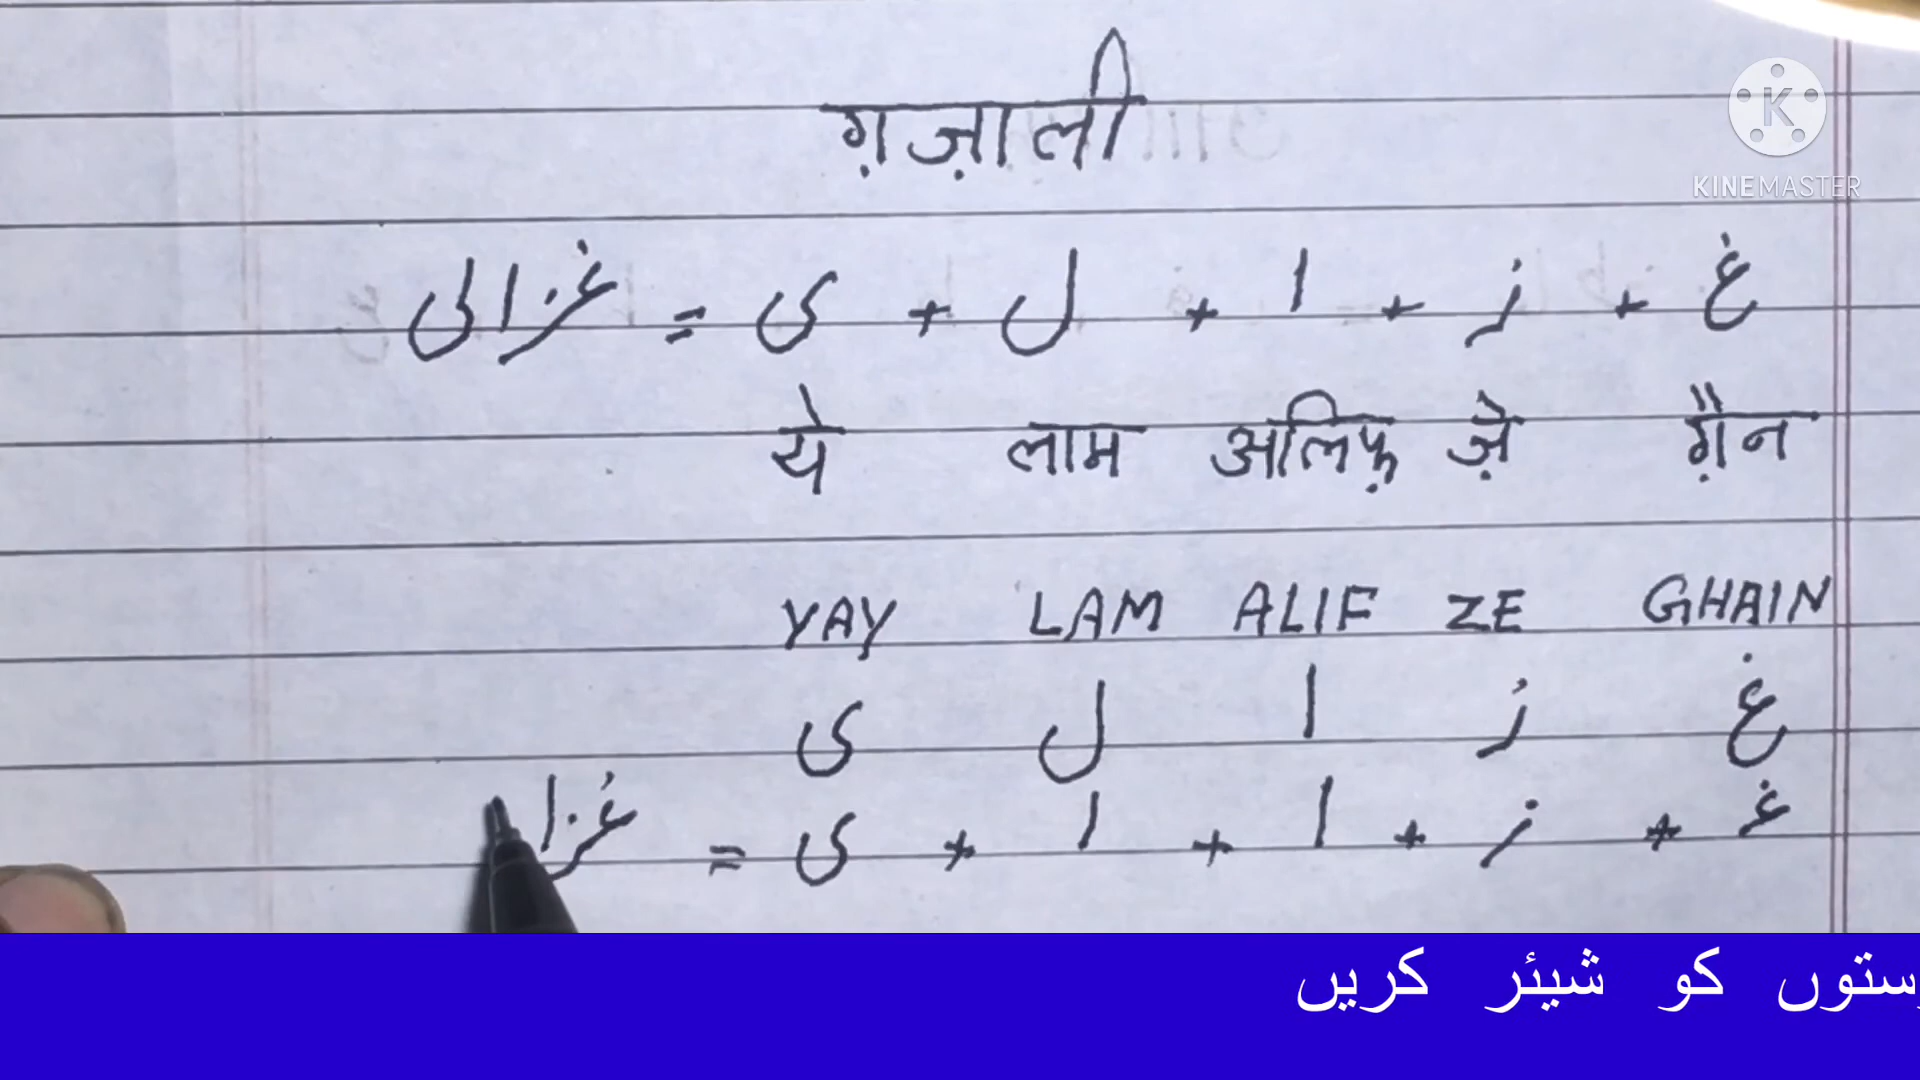 ग़ज़ाली
KINEMASTER
غ + ز + ا + ل + ی = غزالی
ये लाम अलिफ़ ज़े ग़ैन
YAY LAM ALIF ZE GHAIN
غ ز ا ل ی
غ + ز + ا + ا + ی = غزا
ستوں کو شیئر کریں